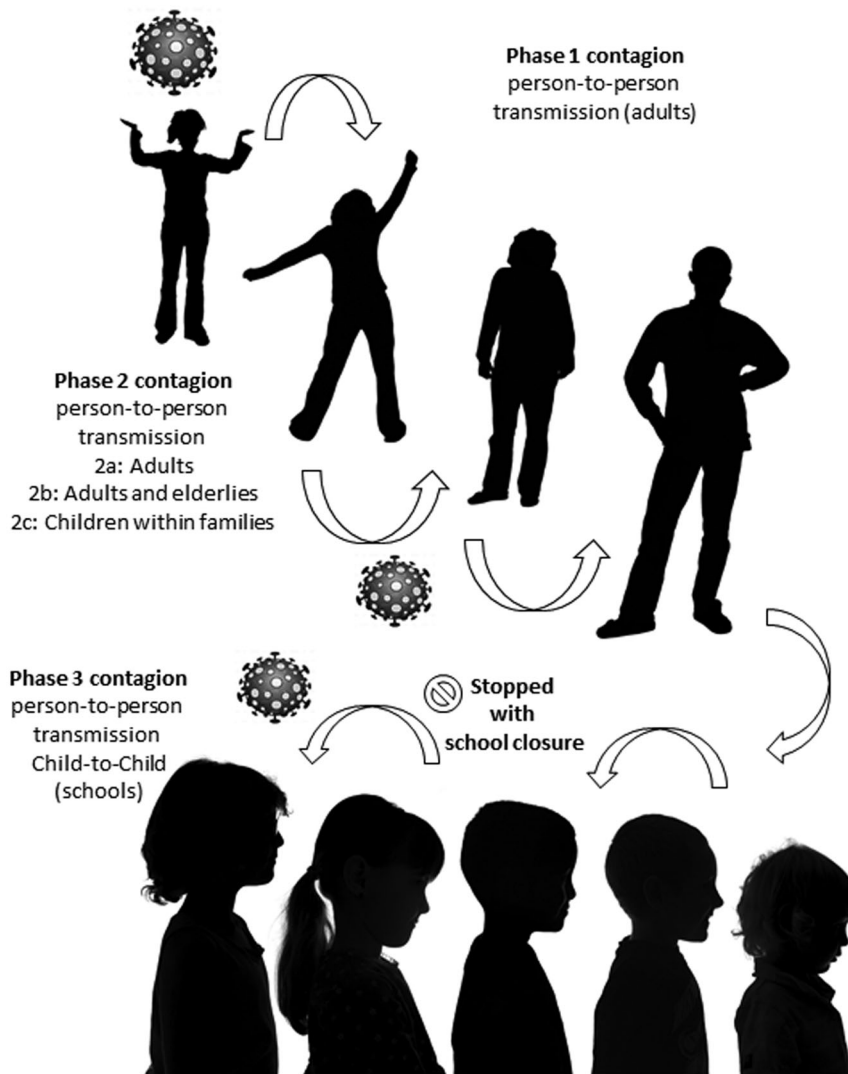 Phase 1 contagion
person-to-person
transmission (adults)
Phase 2 contagion
person-to-person
transmission
2a: Adults
2b: Adults and elderlies
2c: Children within families
Phase 3 contagion
person-to-person
transmission
Child-to-Child
(schools)
Stopped
with
school closure